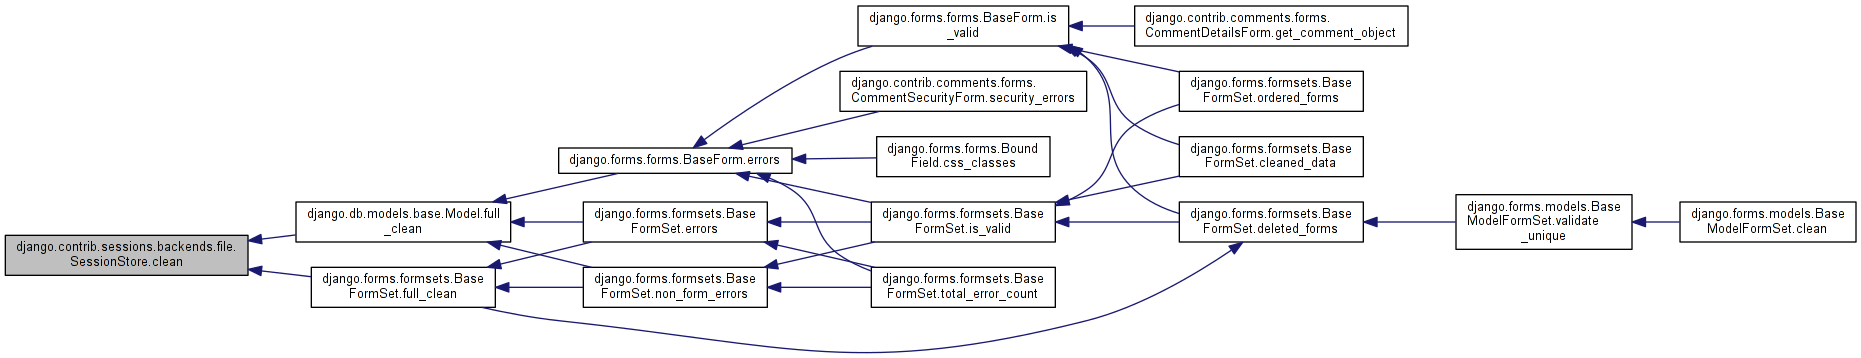 django.forms.forms.BaseForm.is
_valid
django.contrib.comments.forms.
CommentDetailsForm.get_comment_object
django.contrib.comments.forms.
CommentSecurityForm.security_errors
django.forms.formsets.Base
FormSet.ordered_forms
django.forms.forms.BaseForm.errors
django.forms.forms.Bound
Field.css_classes
django.forms.formsets.Base
FormSet.cleaned_data
django.contrib.sessions.backends.file.
SessionStore.clean
django.db.models.base.Model.full
_clean
django.forms.formsets.Base
FormSet.errors
django.forms.formsets.Base
FormSet.is_valid
django.forms.formsets.Base
FormSet.deleted_forms
django.forms.models.Base
ModelFormSet.validate
_unique
django.forms.models.Base
ModelFormSet.clean
django.forms.formsets.Base
FormSet.full_clean
django.forms.formsets.Base
FormSet.non_form_errors
django.forms.formsets.Base
FormSet.total_error_count